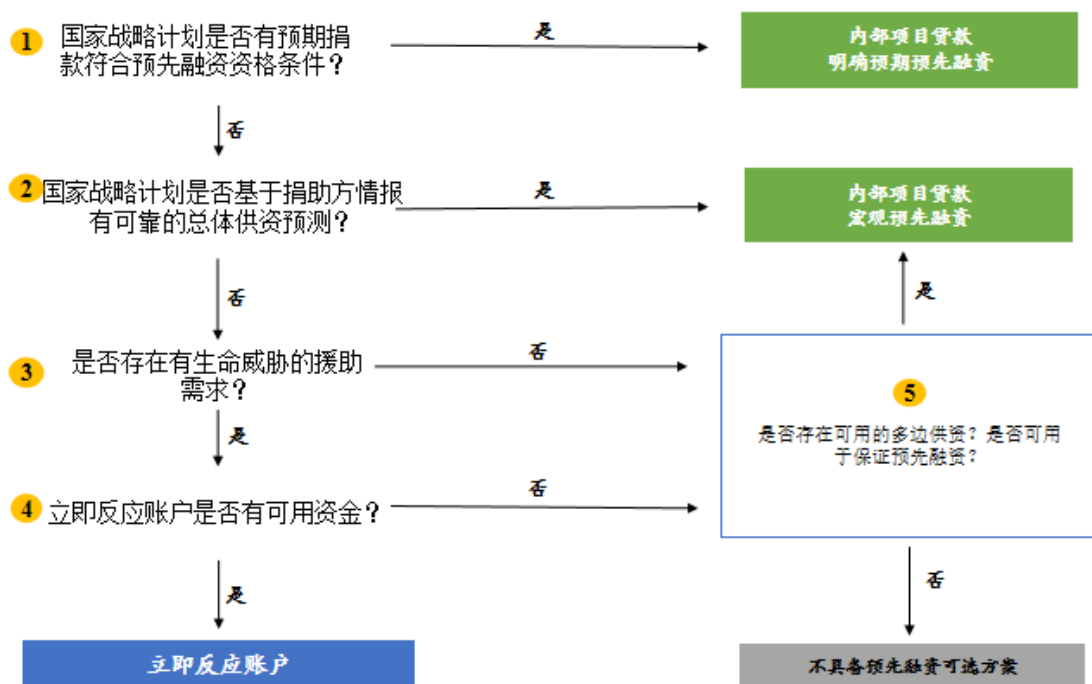 1
国家战略计划是否有预期捐
款符合预先融资资格条件？
是
内部项目贷款
明确预期预先融资
否
2
国家战略计划是否基于捐助方情报
有可靠的总体供资预测？
是
内部项目贷款
宏观预先融资
否
是
3
是否存在有生命威胁的援助
需求？
否
5
是否存在可用的多边供资？是否可用
于保证预先融资？
是
4
立即反应账户是否有可用资金？
否
是
否
立即反应账户
不具备预先融资可选方案